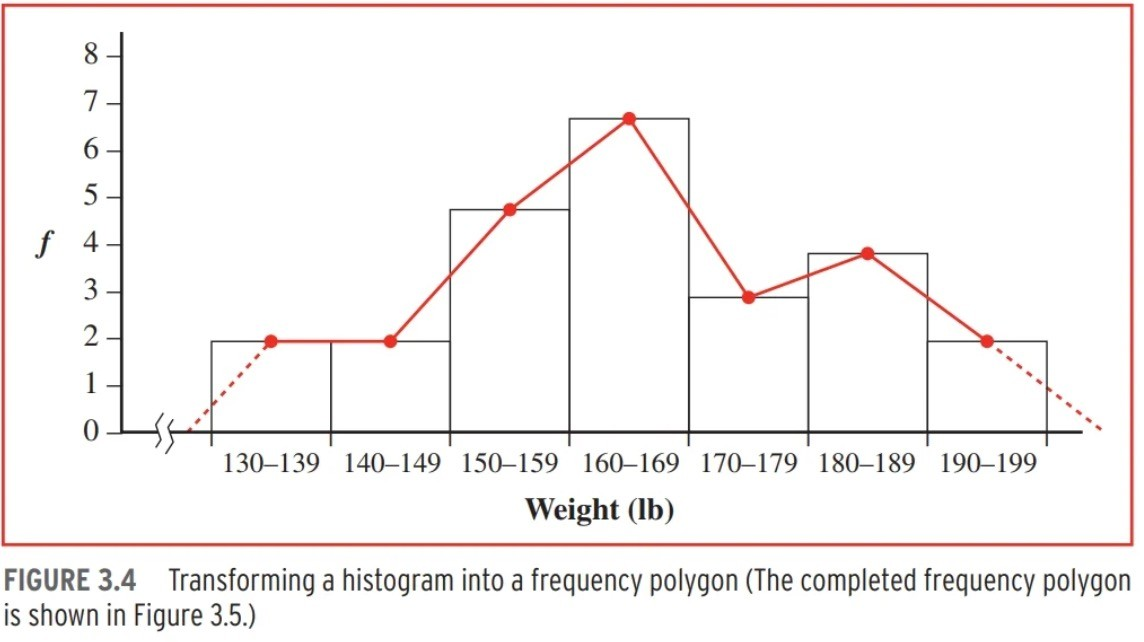 8
7
6
5
f 4
3
2
1
0
130–139 140–149 150–159 160–169 170–179 180–189 190–199
Weight (lb)
FIGURE 3.4 Transforming a histogram into a frequency polygon (The completed frequency polygon
is shown in Figure 3.5.)